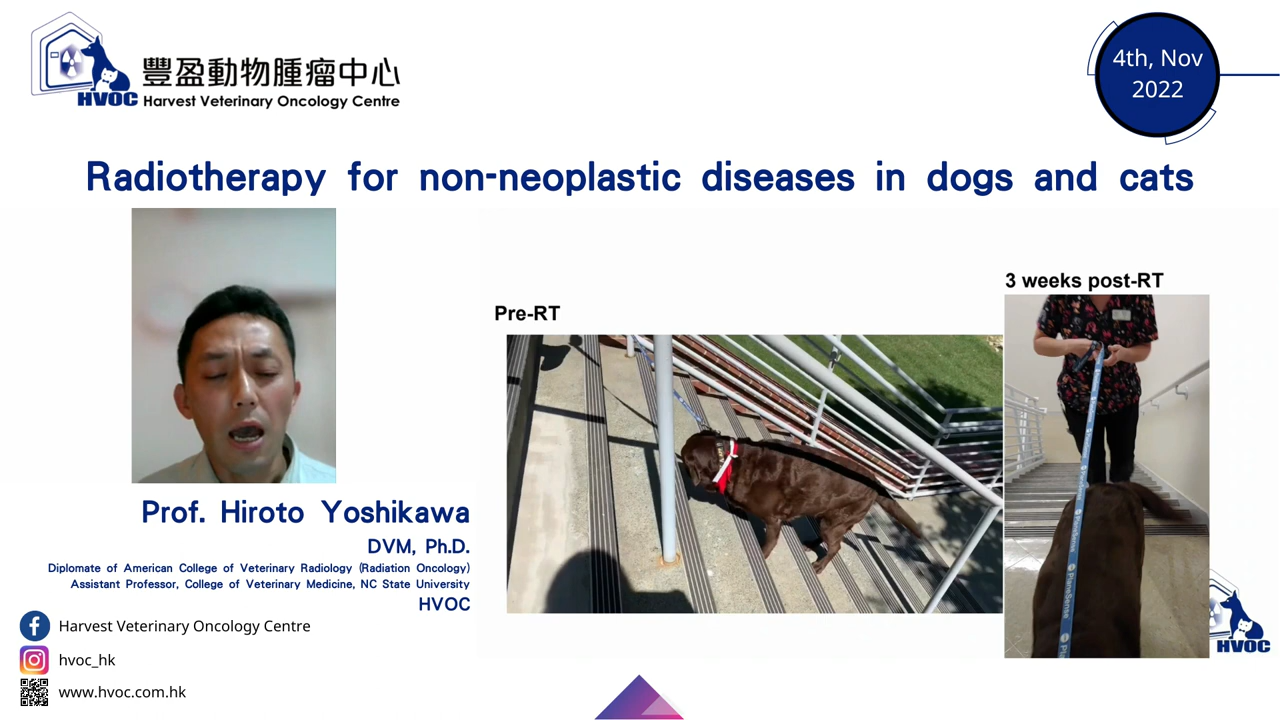 豐盈動物腫瘤中心
HVOC Harvest Veterinary Oncology Centre
4th, Nov
2022
Radiotherapy for non-neoplastic diseases in dogs and cats
3 weeks post-RT
Pre-RT
Prof. Hiroto Yoshikawa
DVM, Ph.D.
Diplomate of American College of Veterinary Radiology (Radiation Oncology)
Assistant Professor, College of Veterinary Medicine, NC State University
HVOC
Harvest Veterinary Oncology Centre
hvoc_hk
www.hvoc.com.hk
PlaneSense
HVOC